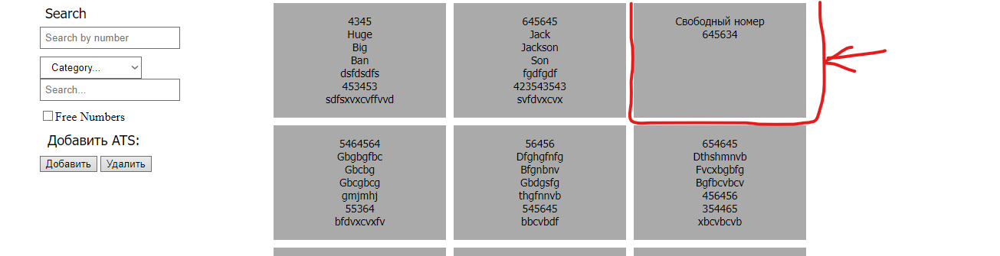 Search
Search by number
Category...
Search...
Free Numbers
Добавить ATS:
Добавить Удалить
4345
Huge
Big
Ban
dsfdsdfs
453453
sdfsxvxcvffvvd
645645
Jack
Jackson
Son
fgdfgdf
423543543
svfdvxcvx
Свободный номер
645634
5464564
Gbgbgfbc
Gbcbg
Gbcgbcg
gmjmhj
55364
bfdvxcvxfv
56456
Dfghgfnfg
Bfgnbnv
Gbdgsfg
thgfnnvb
545645
bbcvbdf
654645
Dthshmnvb
Fvcxbgbfg
Bgfbcvbcv
456456
354465
xbcvbcvb